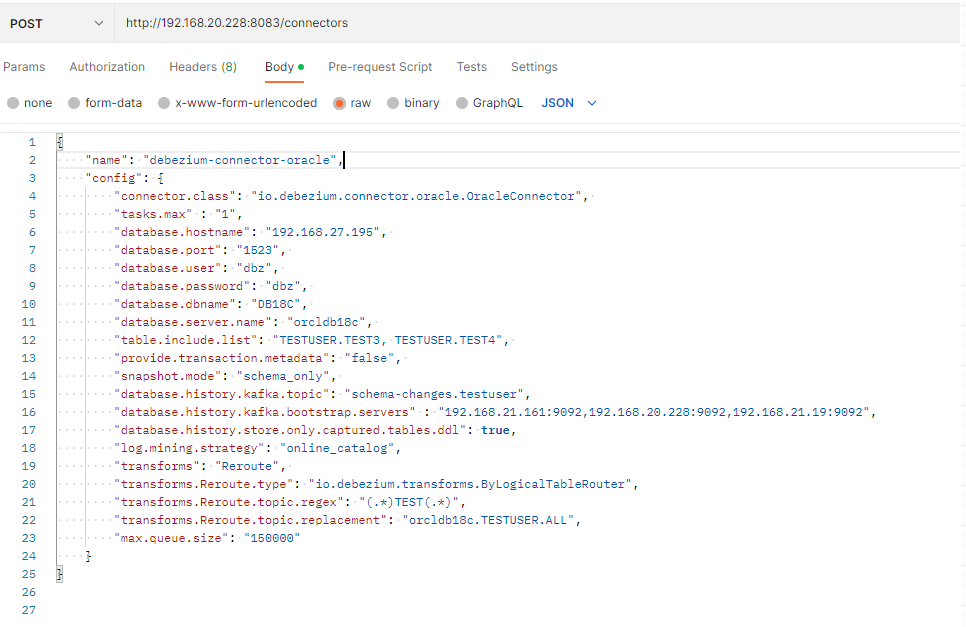 POST http://192.168.20.228:8083/connectors
Params Authorization Headers (8) Body Pre-request Script Tests Settings
none form-data x-www-form-urlencoded raw binary GraphQL JSON
1 {
2 "name": "debezium-connector-oracle",
3 "config": {
4 "connector.class": "io.debezium.connector.oracle.OracleConnector",
5 "tasks.max" : "1",
6 "database.hostname": "192.168.27.195",
7 "database.port": "1523",
8 "database.user": "dbz",
9 "database.password": "dbz",
10 "database.dbname": "DB18C",
11 "database.server.name": "orcldb18c",
12 "table.include.list": "TESTUSER.TEST3, TESTUSER.TEST4",
13 "provide.transaction.metadata": "false",
14 "snapshot.mode": "schema_only",
15 "database.history.kafka.topic": "schema-changes.testuser",
16 "database.history.kafka.bootstrap.servers" : "192.168.21.161:9092,192.168.20.228:9092,192.168.21.19:9092",
17 "database.history.store.only.captured.tables.ddl": true,
18 "log.mining.strategy": "online_catalog",
19 "transforms": "Reroute",
20 "transforms.Reroute.type": "io.debezium.transforms.ByLogicalTableRouter",
21 "transforms.Reroute.topic.regex": "(.*)TEST(.*)",
22 "transforms.Reroute.topic.replacement": "orcldb18c.TESTUSER.ALL",
23 "max.queue.size": "150000"
24 }
25 }
26
27